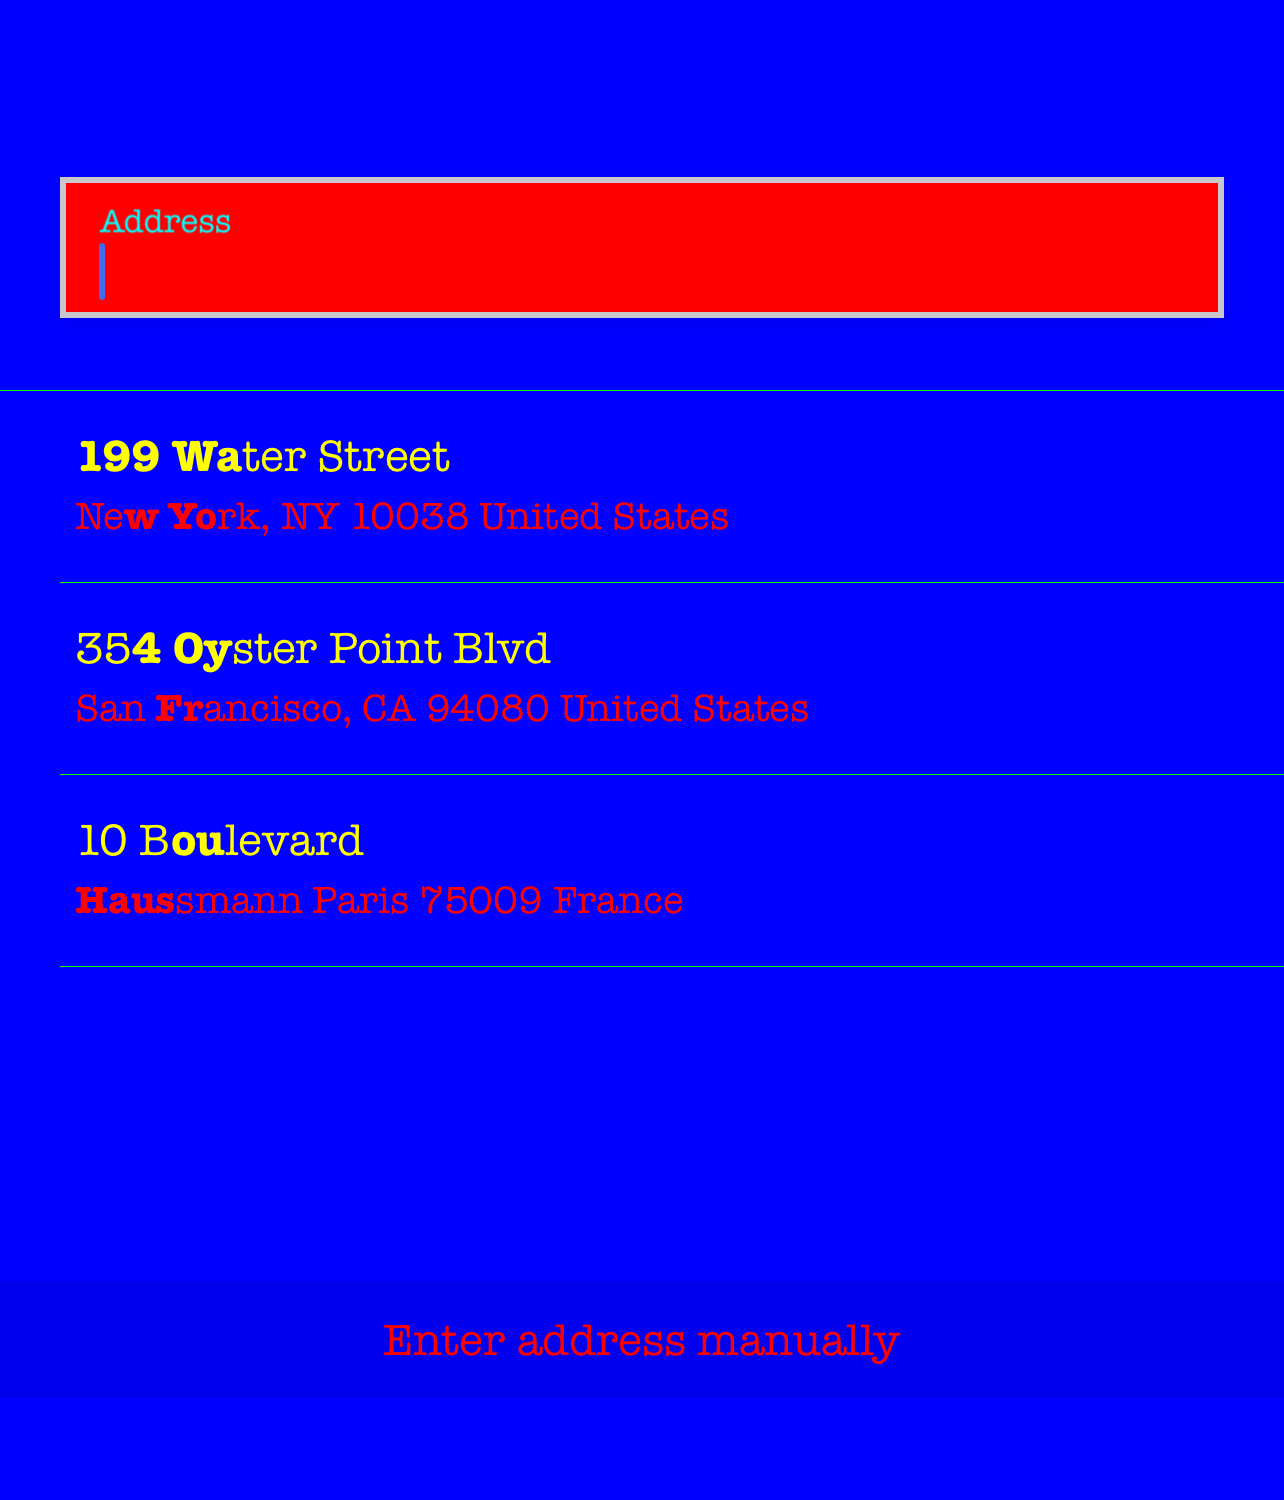 Address
199 Water Street
New York, NY 10038 United States
354 Oyster Point Blvd
San Francisco, CA 94080 United States
10 Boulevard
Haussmann Paris 75009 France
Enter address manually